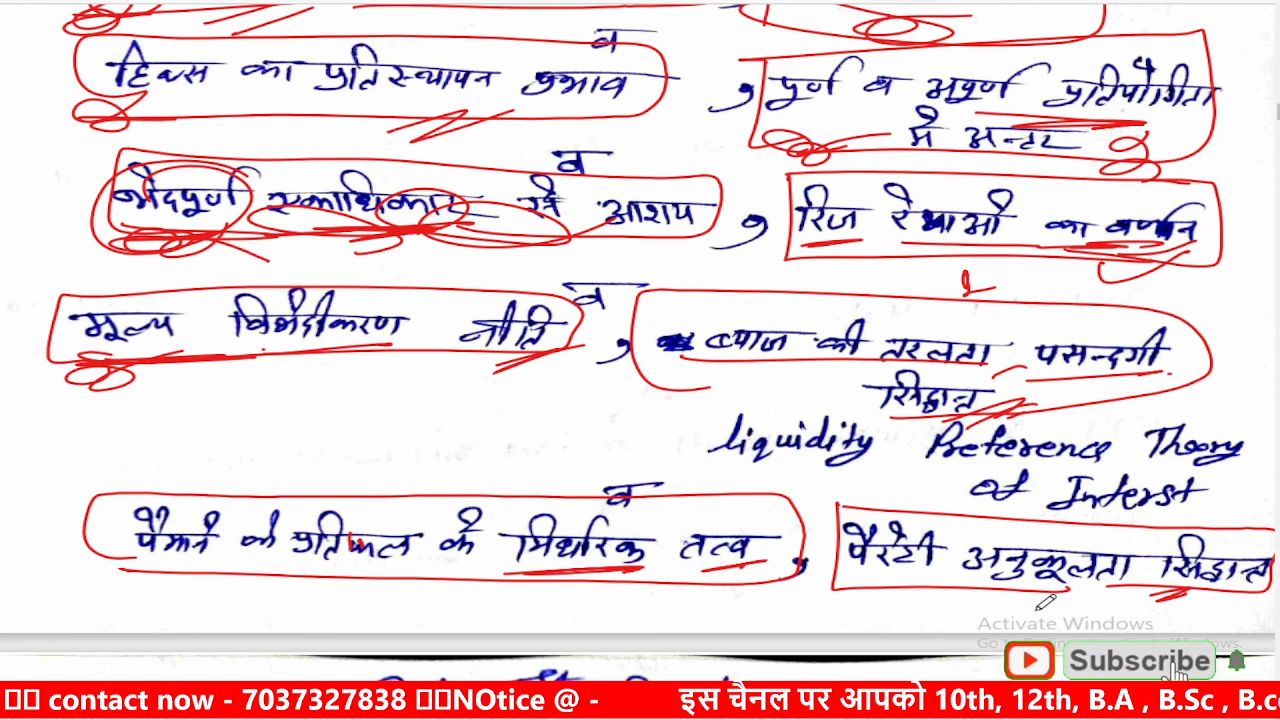 हिक्स का प्रतिस्थापन प्रभाव व , पूर्ण व अपूर्ण प्रतियोगिता
में अन्तर
भेदपूर्ण एकाधिकार से आशय व , रिज रेखाओं का वर्णन
मूल्य विभेदीकरण नीति व , ब्याज की तरलता पसन्दगी
सिद्धान्त
liquidity Preference Theory
of Interst
पैमाने के प्रतिफल के निर्धारक तत्व व , पैरेटो अनुकूलता सिद्धान्त
Activate Windows
Subscribe
contact now - 7037327838 NOtice @ - इस चैनल पर आपको 10th, 12th, B.A , B.Sc , B.c